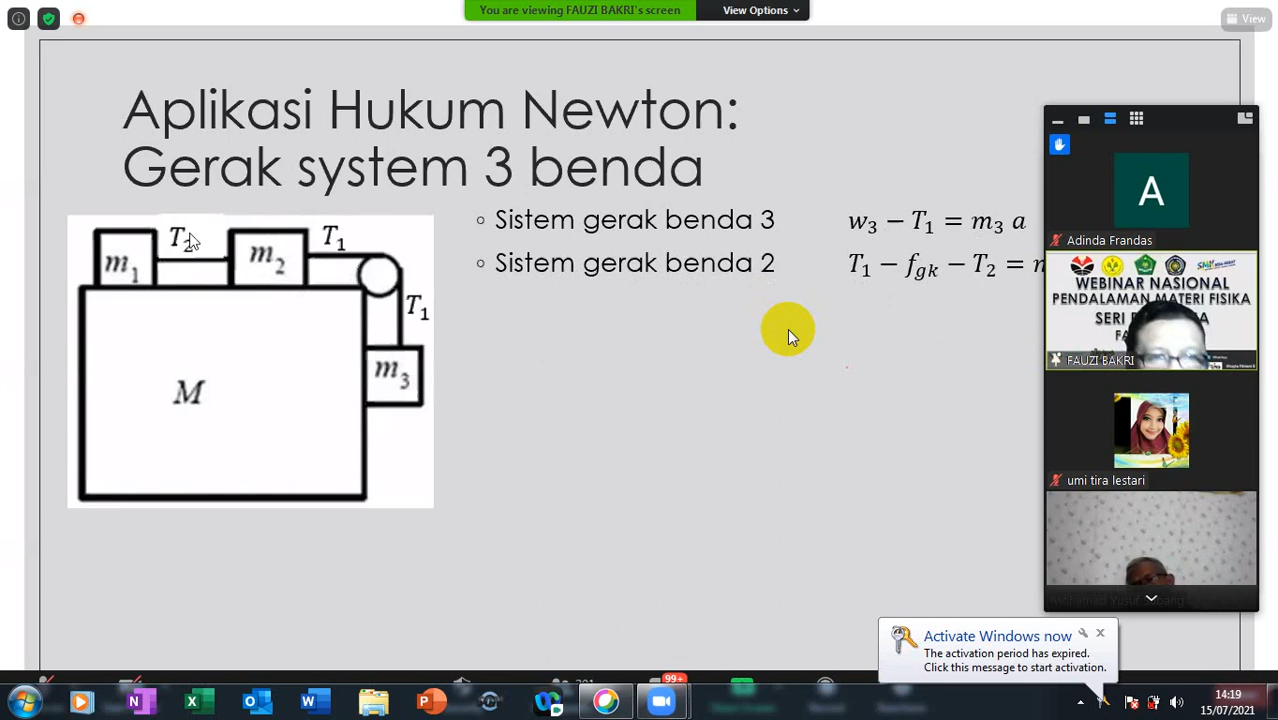 You are viewing FAUZI BAKRI's screen
View Options
View
Aplikasi Hukum Newton:
Gerak system 3 benda
Sistem gerak benda 3 w₃ − T₁ = m₃ a
Sistem gerak benda 2 T₁ − f_gk − T₂ = m
T₂
T₁
m₁
m₂
T₁
m₃
M
A
Adinda Frandas
WEBINAR NASIONAL
PENDALAMAN MATERI FISIKA
SERI
FAUZI BAKRI
umi tira lestari
Activate Windows now
The activation period has expired.
Click this message to start activation.
99+
14:19
15/07/2021